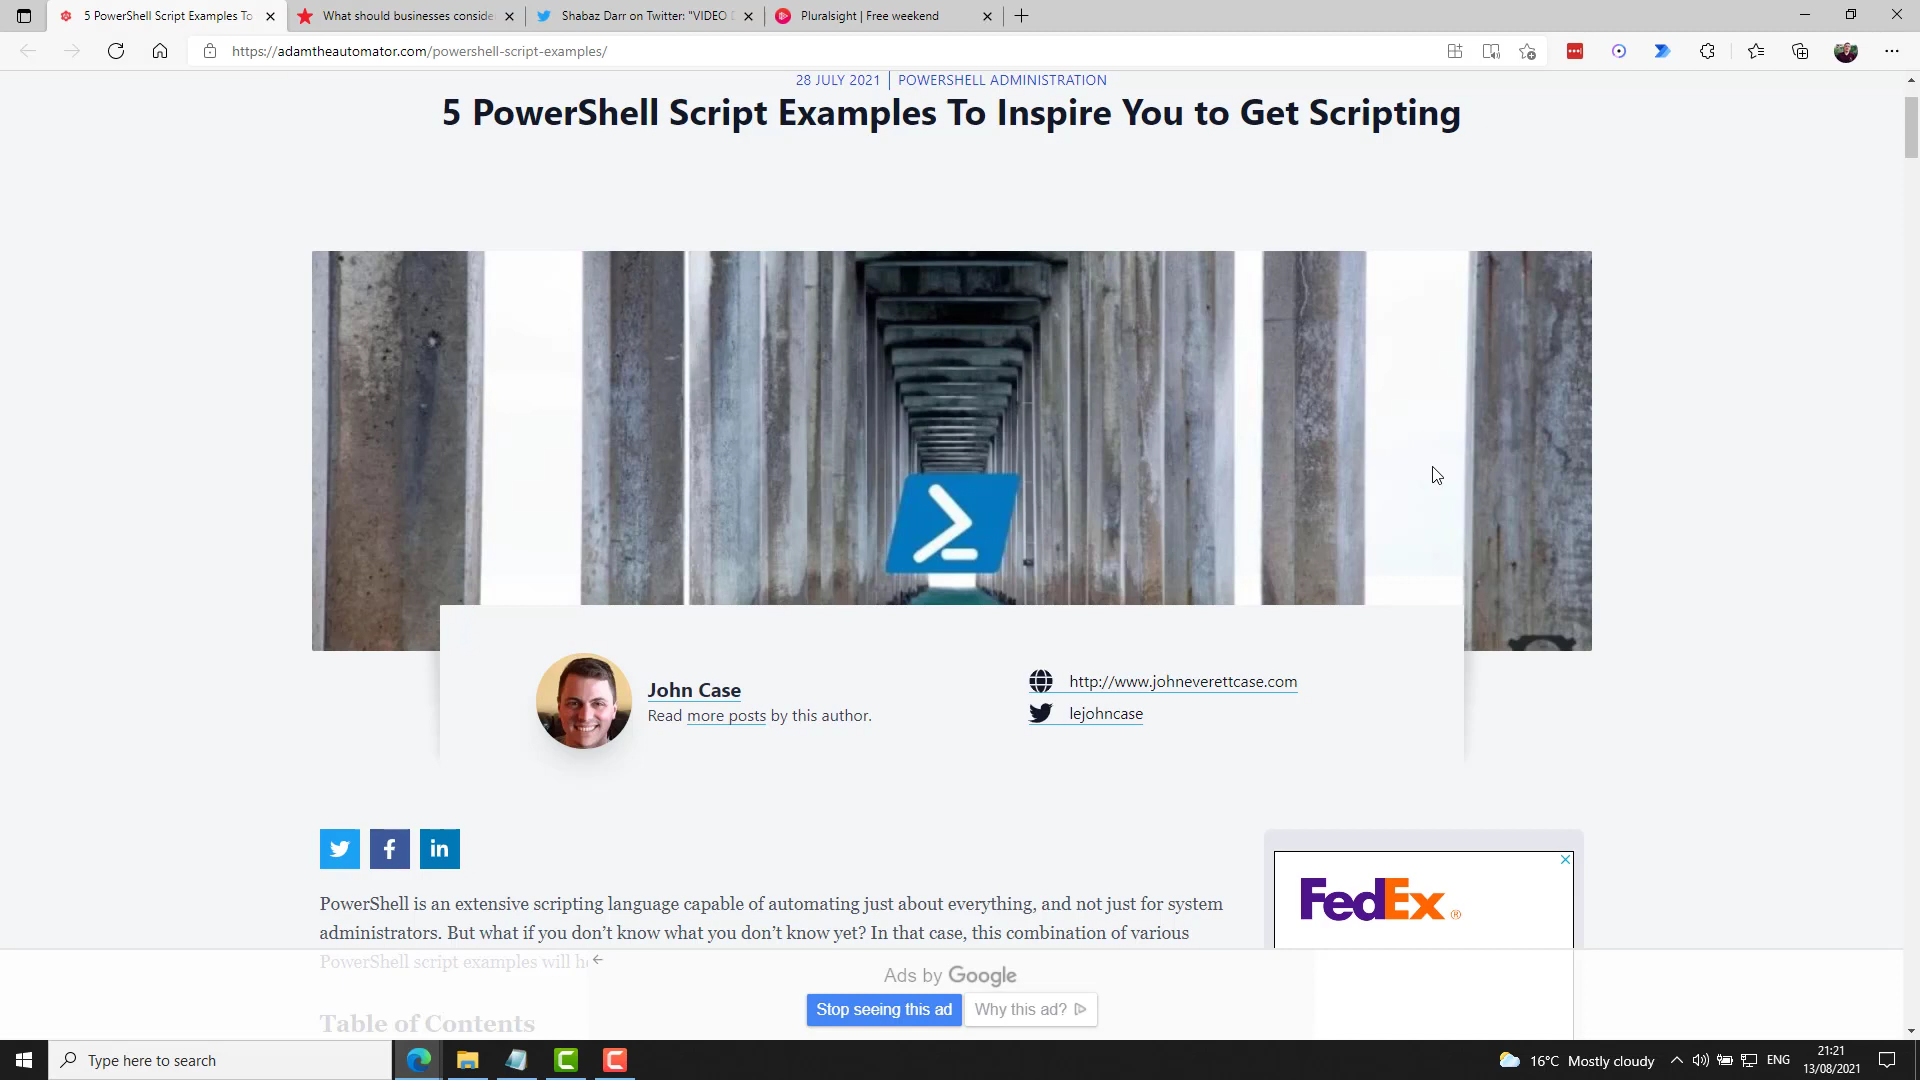 5 PowerShell Script Examples To
What should businesses conside
Shabaz Darr on Twitter: "VIDEO D
Pluralsight | Free weekend
https://adamtheautomator.com/powershell-script-examples/
28 JULY 2021 | POWERSHELL ADMINISTRATION
5 PowerShell Script Examples To Inspire You to Get Scripting
John Case
Read more posts by this author.
http://www.johneverettcase.com
lejohncase
PowerShell is an extensive scripting language capable of automating just about everything, and not just for system
administrators. But what if you don’t know what you don’t know yet? In that case, this combination of various
PowerShell script examples will h
FedEx®
Ads by Google
Stop seeing this ad
Why this ad?
Table of Contents
Type here to search
16°C Mostly cloudy
ENG
21:21
13/08/2021